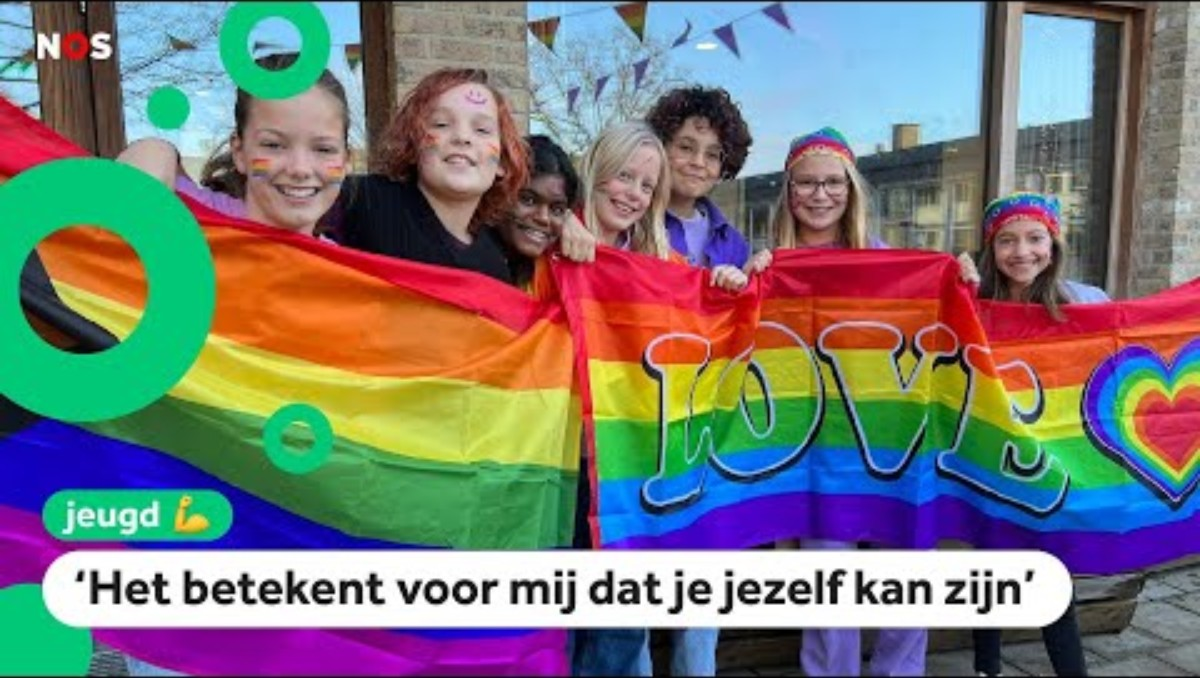 NOS
LOVE
jeugd 💪
‘Het betekent voor mij dat je jezelf kan zijn’